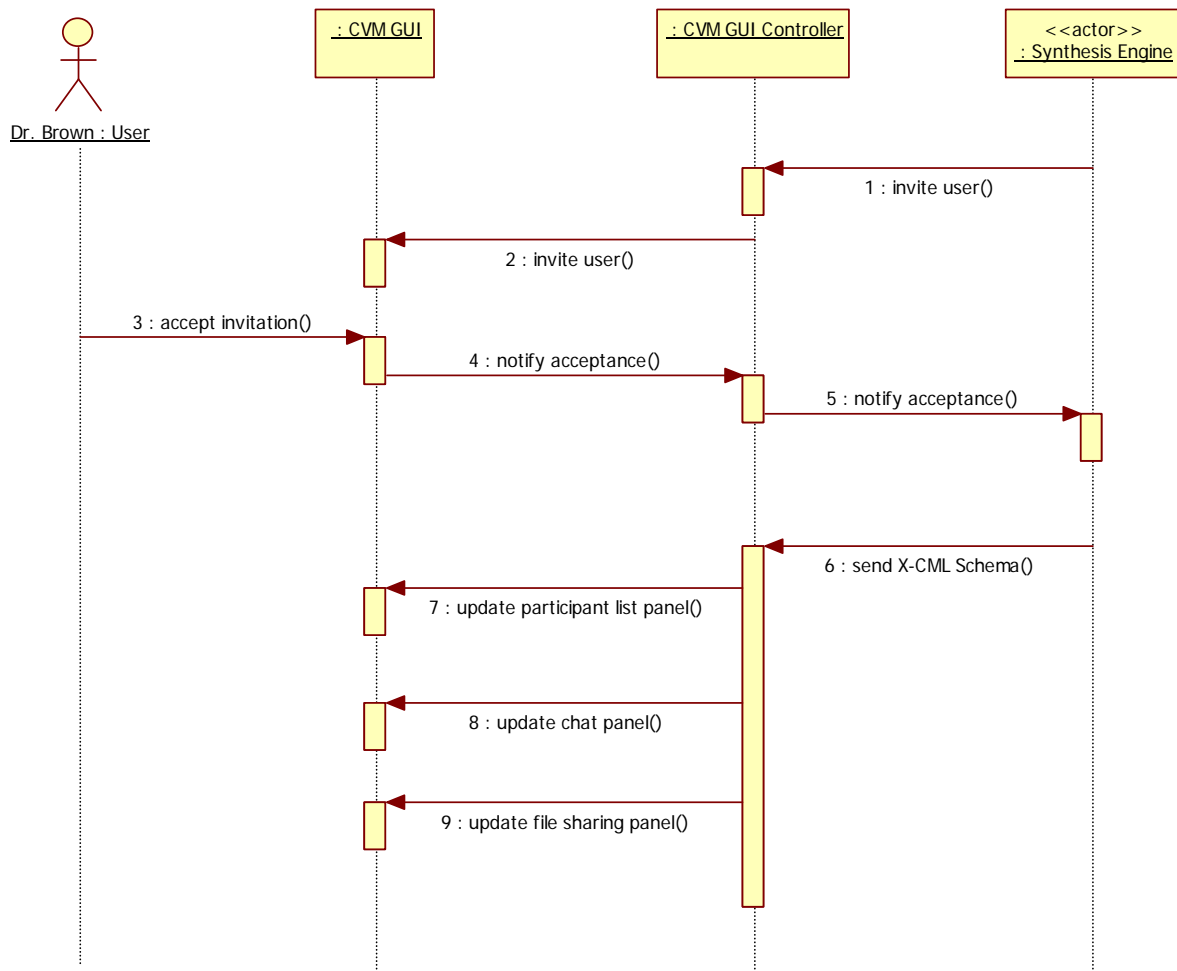 : CVM GUI
: CVM GUI Controller
<<actor>>
: Synthesis Engine
Dr. Brown : User
1 : invite user()
2 : invite user()
3 : accept invitation()
4 : notify acceptance()
5 : notify acceptance()
6 : send X-CML Schema()
7 : update participant list panel()
8 : update chat panel()
9 : update file sharing panel()